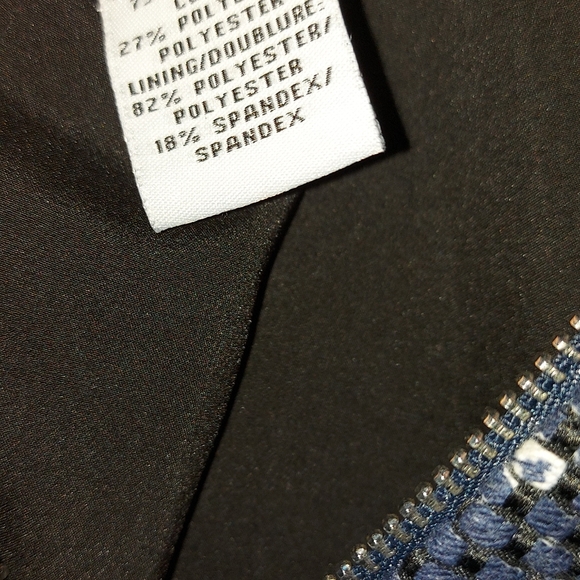 27% POLYESTER/
POLYESTER
LINING/DOUBLURE:
82% POLYESTER/
POLYESTER
18% SPANDEX/
SPANDEX